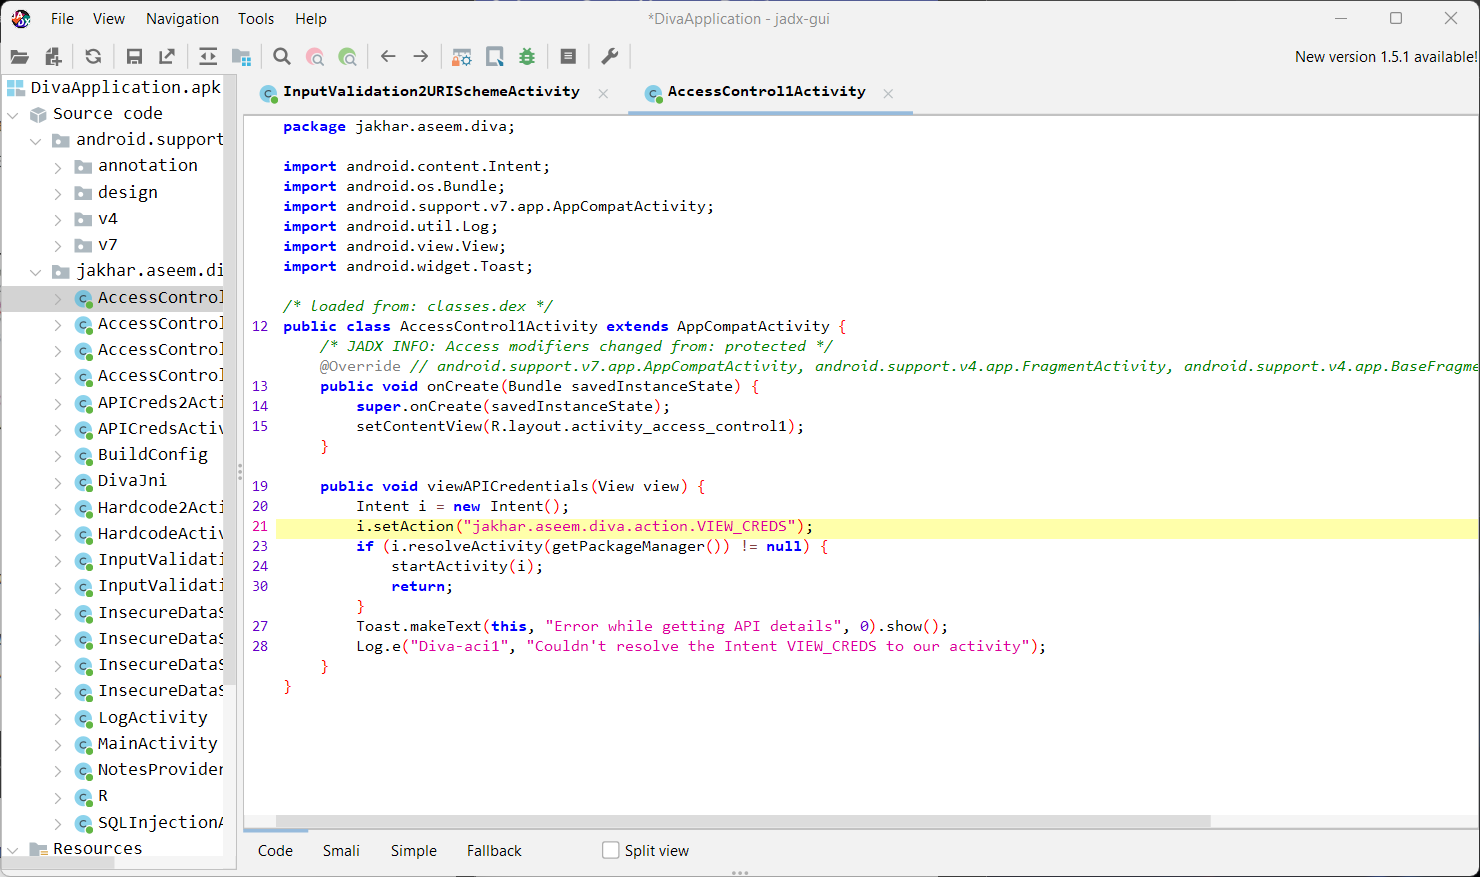 File View Navigation Tools Help *DivaApplication - jadx-gui
New version 1.5.1 available!
DivaApplication.apk
Source code
android.support
annotation
design
v4
v7
jakhar.aseem.di
AccessControl
AccessControl
AccessControl
AccessControl
APICreds2Acti
APICredsActiv
BuildConfig
DivaJni
Hardcode2Acti
HardcodeActiv
InputValidati
InputValidati
InsecureDataS
InsecureDataS
InsecureDataS
InsecureDataS
LogActivity
MainActivity
NotesProvider
R
SQLInjectionA
Resources
InputValidation2URISchemeActivity AccessControl1Activity
package jakhar.aseem.diva;
import android.content.Intent;
import android.os.Bundle;
import android.support.v7.app.AppCompatActivity;
import android.util.Log;
import android.view.View;
import android.widget.Toast;
/* loaded from: classes.dex */
12 public class AccessControl1Activity extends AppCompatActivity {
/* JADX INFO: Access modifiers changed from: protected */
@Override // android.support.v7.app.AppCompatActivity, android.support.v4.app.FragmentActivity, android.support.v4.app.BaseFragme
13 public void onCreate(Bundle savedInstanceState) {
14 super.onCreate(savedInstanceState);
15 setContentView(R.layout.activity_access_control1);
}
19 public void viewAPICredentials(View view) {
20 Intent i = new Intent();
21 i.setAction("jakhar.aseem.diva.action.VIEW_CREDS");
23 if (i.resolveActivity(getPackageManager()) != null) {
24 startActivity(i);
30 return;
}
27 Toast.makeText(this, "Error while getting API details", 0).show();
28 Log.e("Diva-aci1", "Couldn't resolve the Intent VIEW_CREDS to our activity");
}
}
Code Smali Simple Fallback Split view